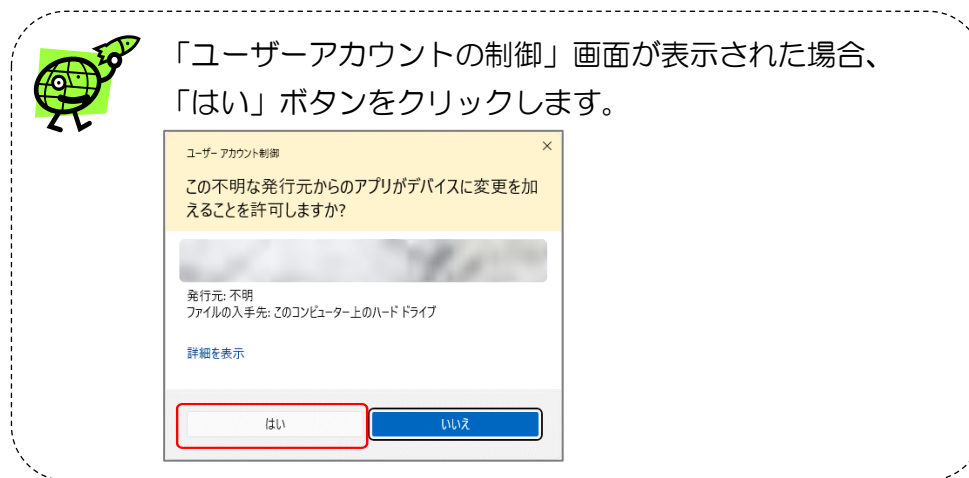 「ユーザーアカウントの制御」画面が表示された場合、
「はい」ボタンをクリックします。
ユーザー アカウント制御
×
この不明な発行元からのアプリがデバイスに変更を加
えることを許可しますか?
発行元: 不明
ファイルの入手先: このコンピューター上のハード ドライブ
詳細を表示
はい
いいえ